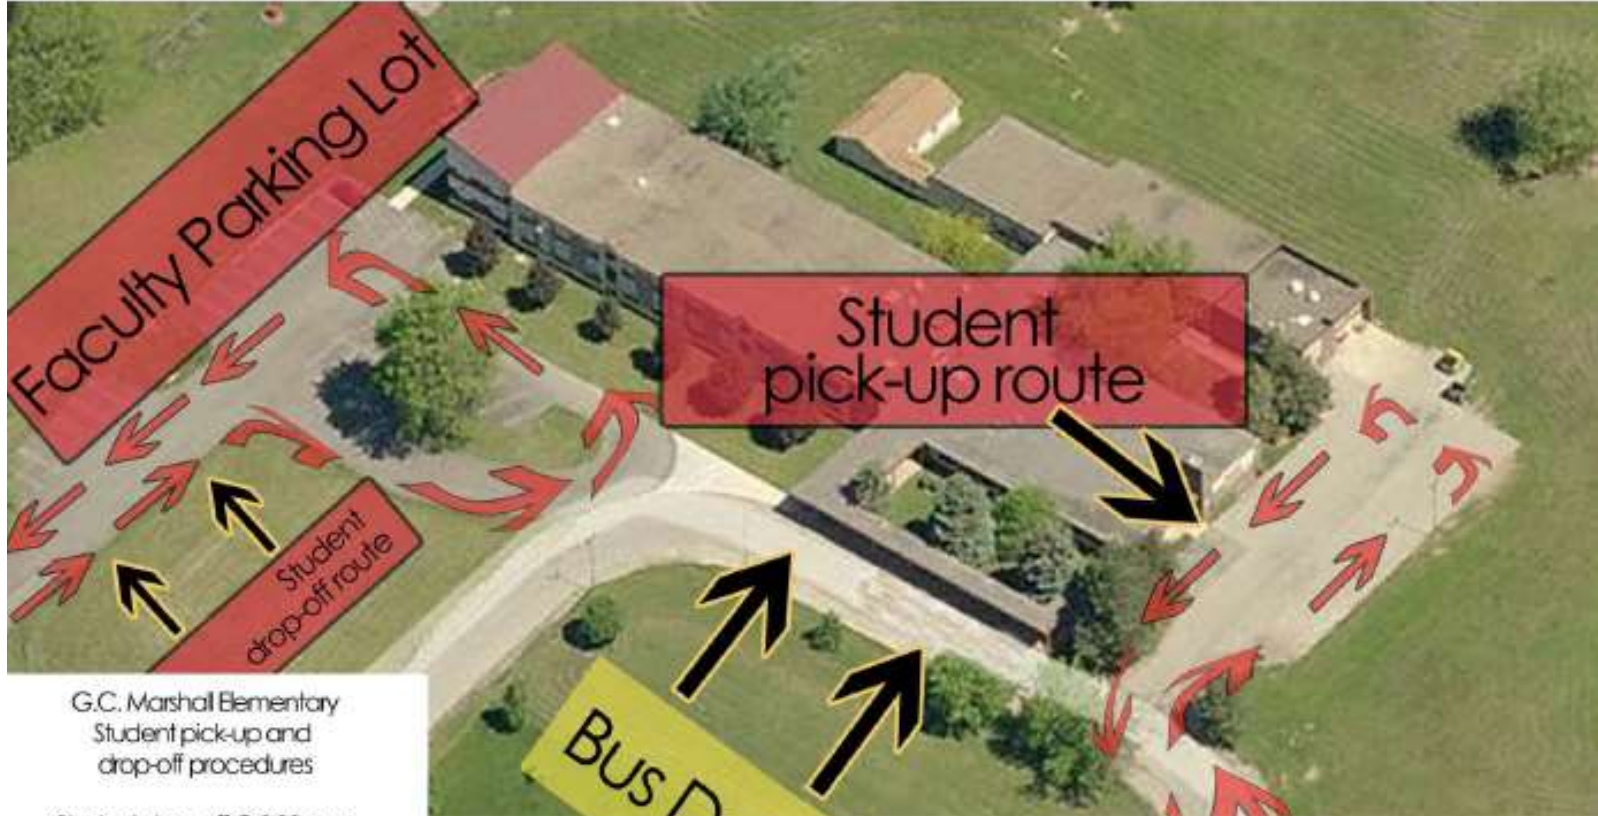 Faculty Parking Lot
Student
pick-up route
Student
drop-off route
Bus
G.C. Marshall Elementary
Student pick-up and
drop-off procedures